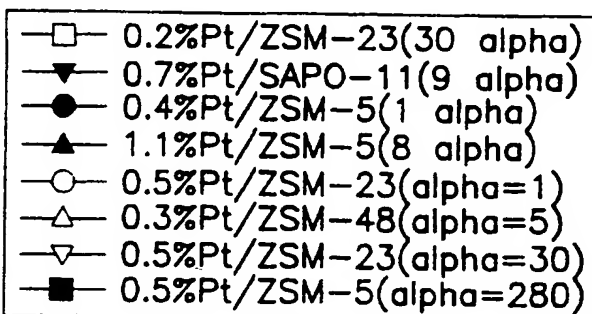 0.2%Pt/ZSM-23(30 alpha)
0.7%Pt/SAPO-11(9 alpha)
0.4%Pt/ZSM-5(1 alpha)
1.1%Pt/ZSM-5(8 alpha)
0.5%Pt/ZSM-23(alpha=1)
0.3%Pt/ZSM-48(alpha=5)
0.5%Pt/ZSM-23(alpha=30)
0.5%Pt/ZSM-5(alpha=280)